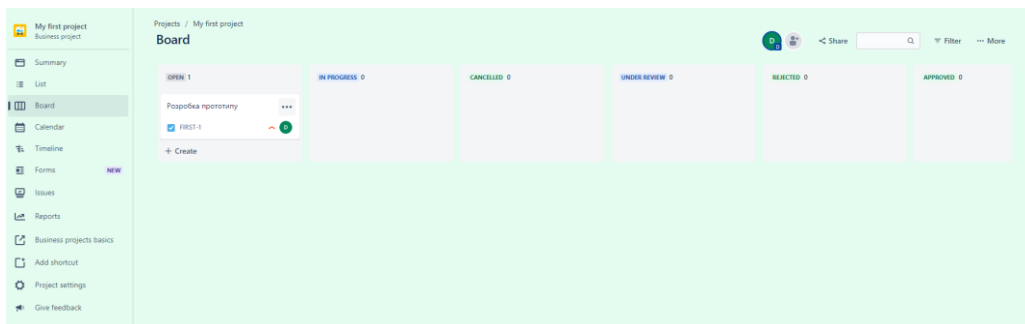 My first project
Business project
Summary
List
Board
Calendar
Timeline
Forms NEW
Issues
Reports
Business projects basics
Add shortcut
Project settings
Give feedback
Projects / My first project
Board
D
D
Share
Filter
More
OPEN 1
Розробка прототипу
FIRST-1
D
+ Create
IN PROGRESS 0
CANCELLED 0
UNDER REVIEW 0
REJECTED 0
APPROVED 0